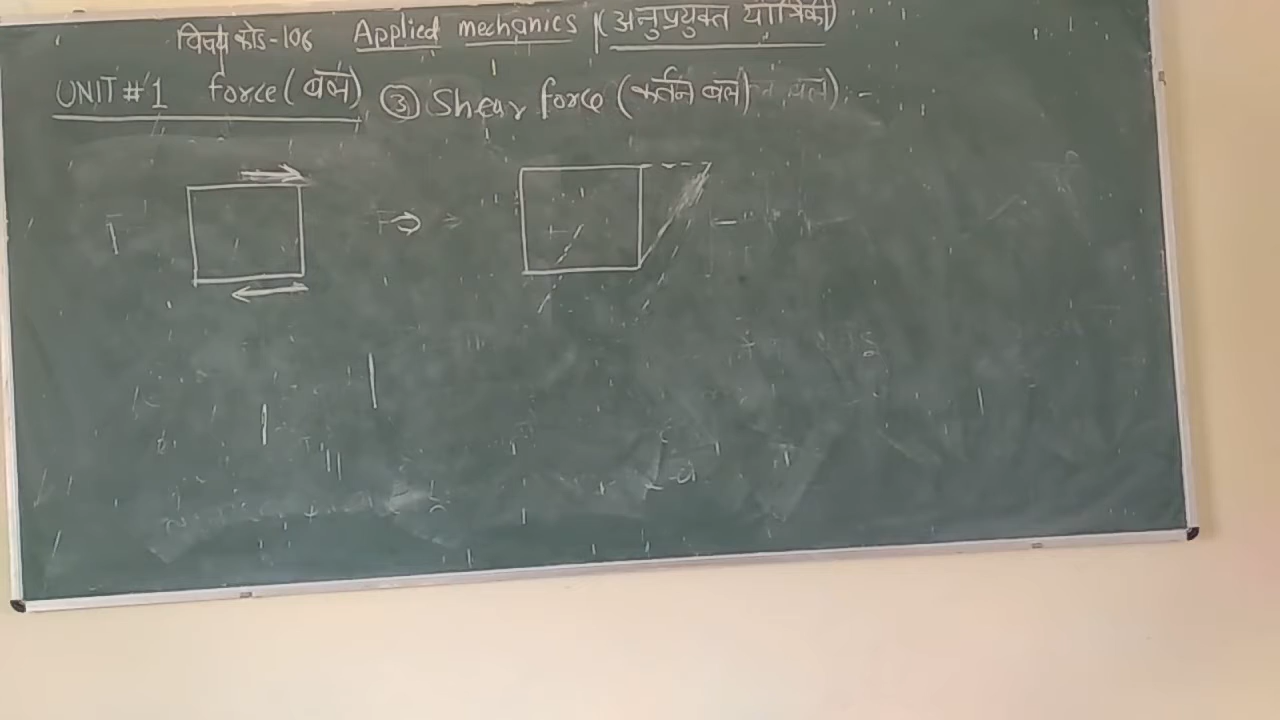 विषय कोड-106 Applied mechanics (अनुप्रयुक्त यांत्रिकी)
UNIT #1 force (बल) ③ Shear force (कर्तन बल) :-